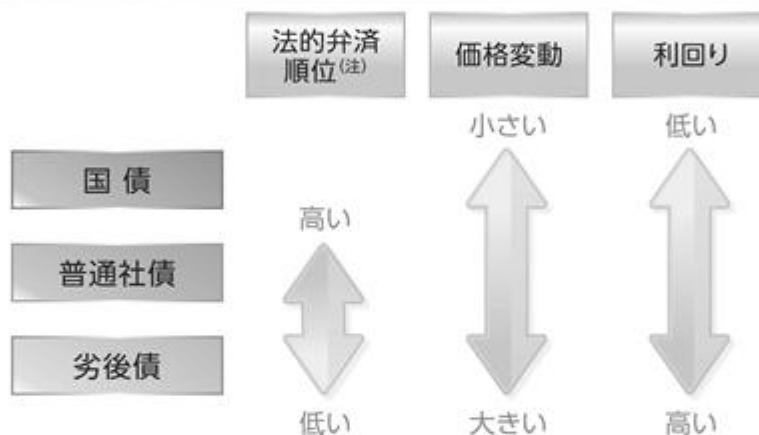 法的弁済
順位(注)
価格変動
利回り
小さい
低い
国債
高い
普通社債
劣後債
低い
大きい
高い